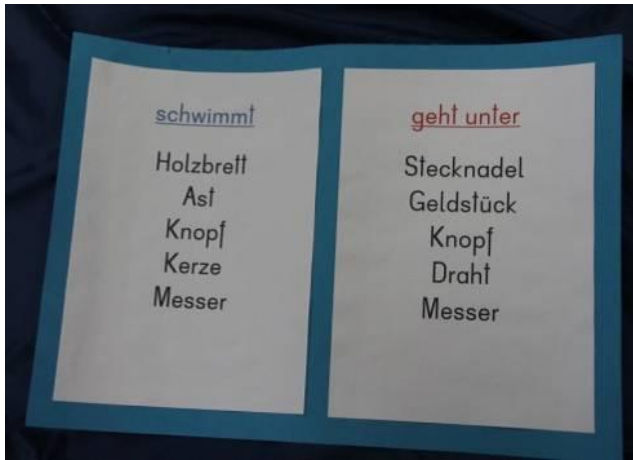 schwimmt
Holzbrett
Ast
Knopf
Kerze
Messer
geht unter
Stecknadel
Geldstück
Knopf
Draht
Messer